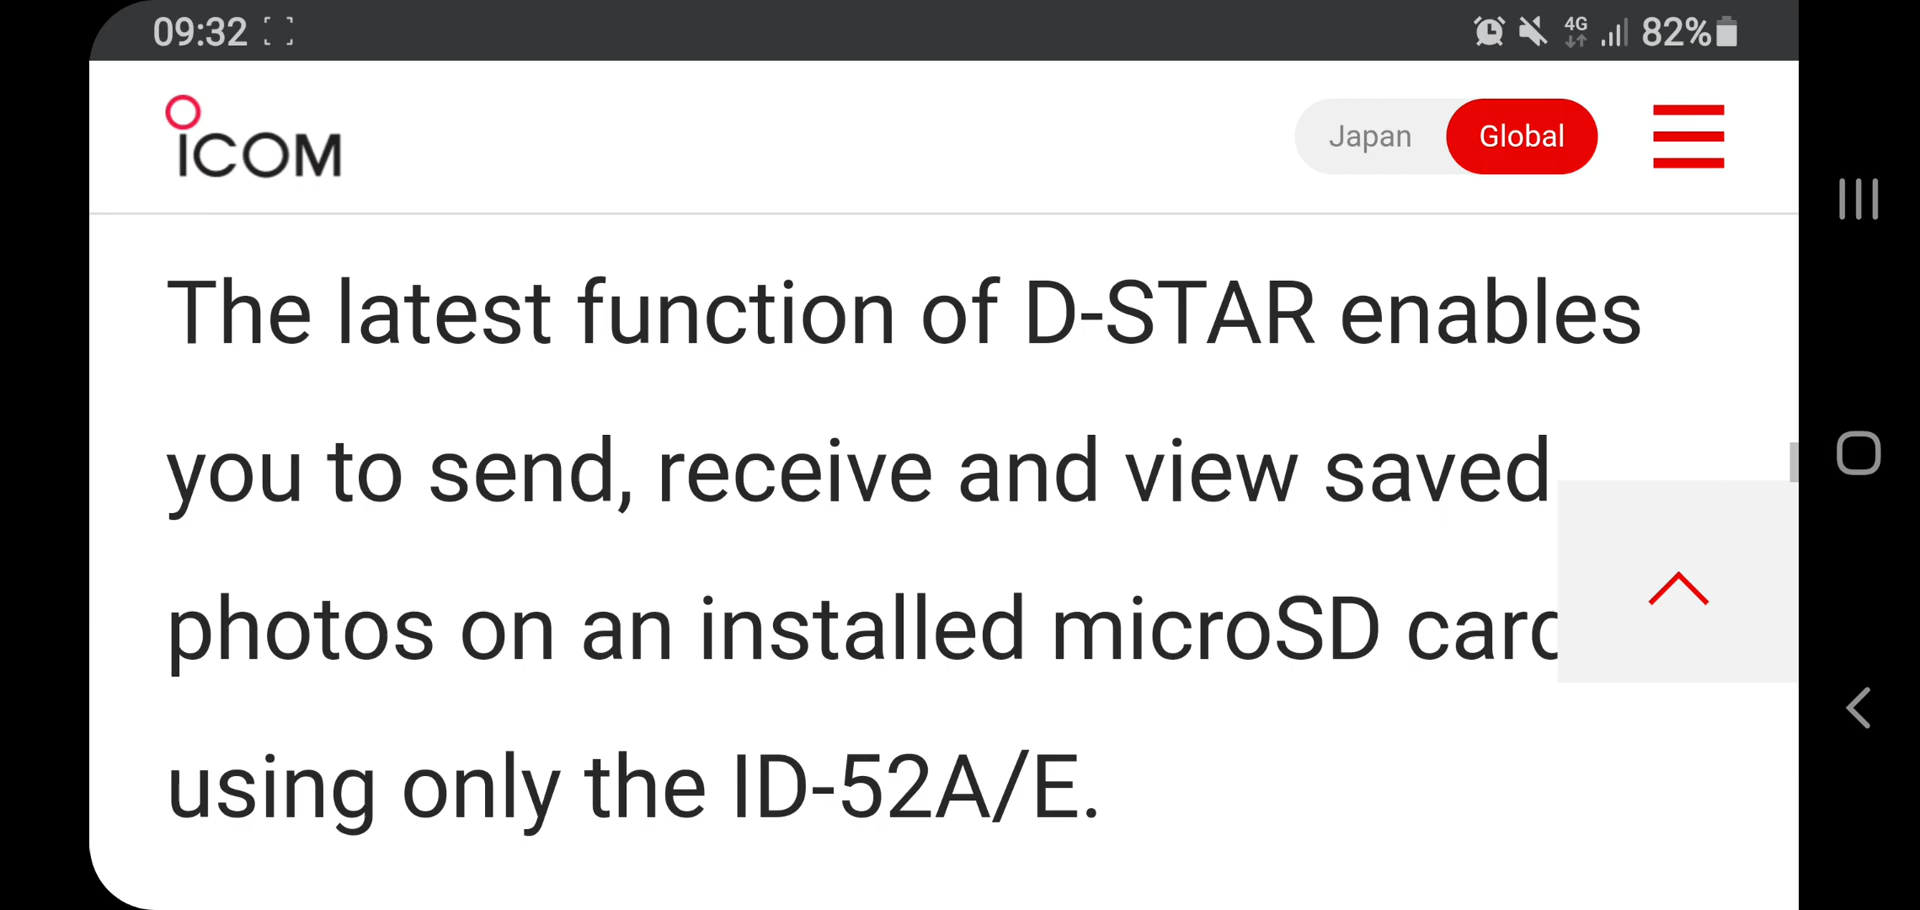 09:32
4G 82%
ICOM
Japan Global
The latest function of D-STAR enables
you to send, receive and view saved
photos on an installed microSD card
using only the ID-52A/E.